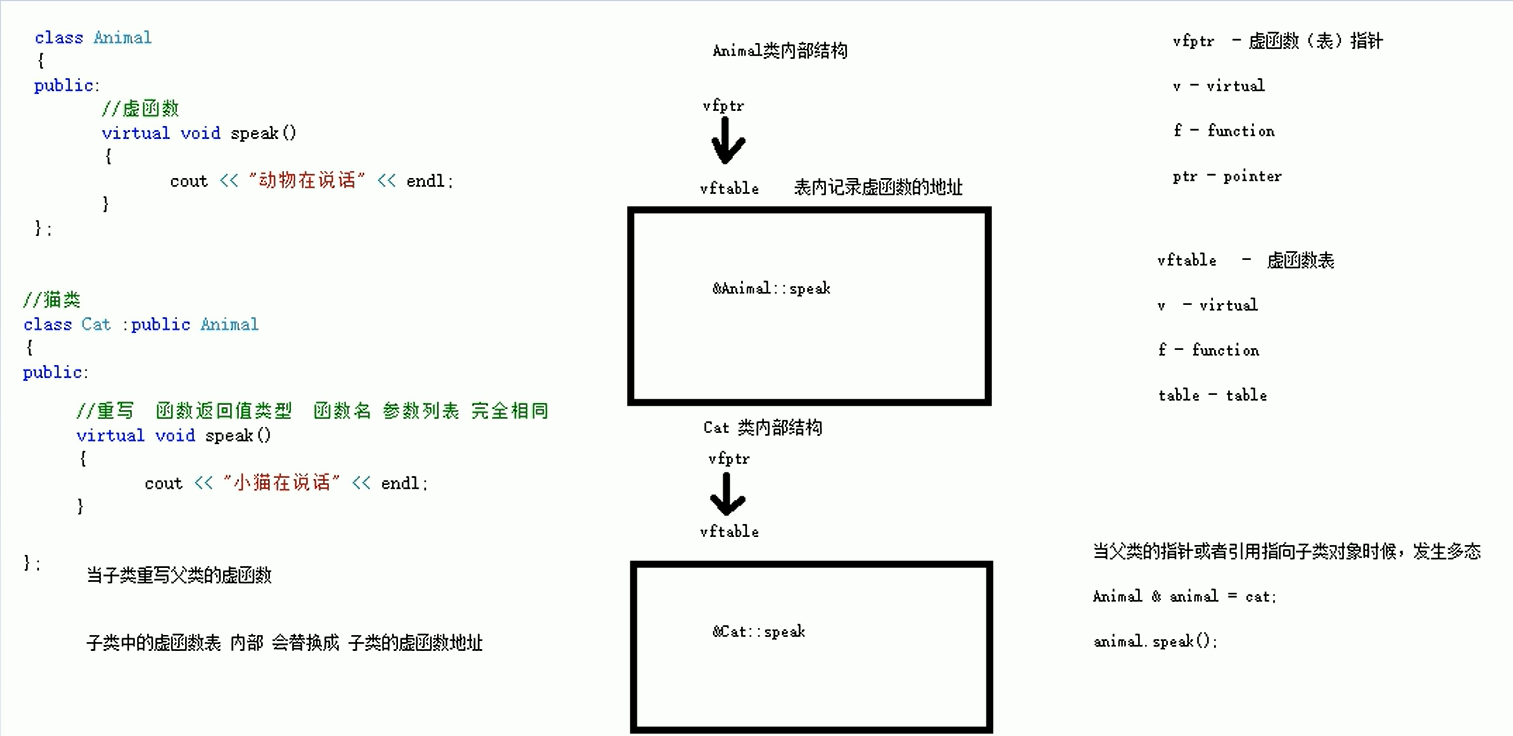 class Animal
{
public:
//虚函数
virtual void speak()
{
cout << "动物在说话" << endl;
}
};
//猫类
class Cat :public Animal
{
public:
//重写 函数返回值类型 函数名 参数列表 完全相同
virtual void speak()
{
cout << "小猫在说话" << endl;
}
};
当子类重写父类的虚函数
子类中的虚函数表 内部 会替换成 子类的虚函数地址
Animal类内部结构
vfptr
vftable 表内记录虚函数的地址
&Animal::speak
Cat 类内部结构
vfptr
vftable
&Cat::speak
vfptr - 虚函数（表）指针
v - virtual
f - function
ptr - pointer
vftable - 虚函数表
v - virtual
f - function
table - table
当父类的指针或者引用指向子类对象时候，发生多态
Animal & animal = cat;
animal.speak();